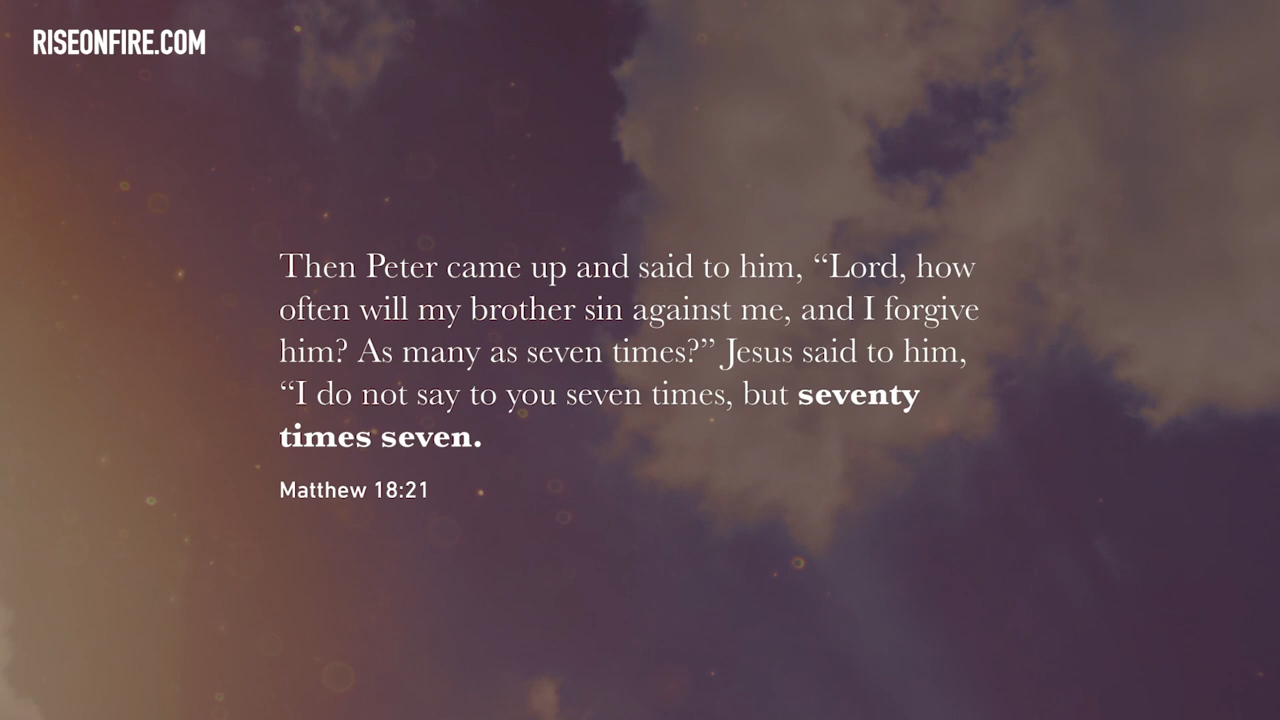 RISEONFIRE.COM
Then Peter came up and said to him, “Lord, how
often will my brother sin against me, and I forgive
him? As many as seven times?” Jesus said to him,
“I do not say to you seven times, but seventy
times seven.
Matthew 18:21